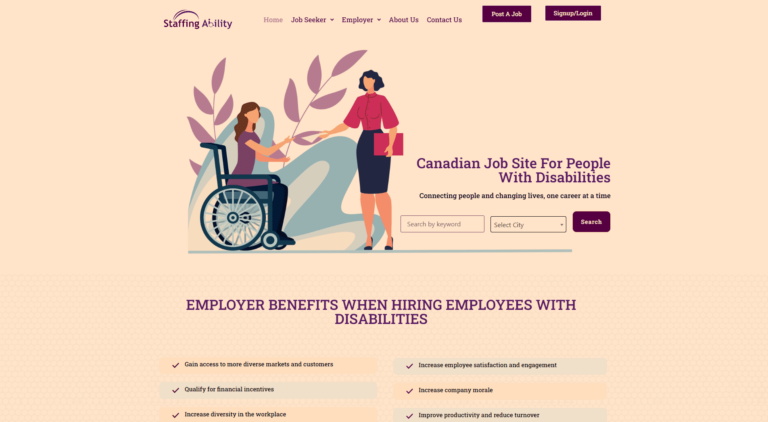 Staffing Ability
Home Job Seeker Employer About Us Contact Us
Post A Job
Signup/Login
Canadian Job Site For People
With Disabilities
Connecting people and changing lives, one career at a time
Search by keyword
Select City
Search
EMPLOYER BENEFITS WHEN HIRING EMPLOYEES WITH
DISABILITIES
Gain access to more diverse markets and customers
Increase employee satisfaction and engagement
Qualify for financial incentives
Increase company morale
Increase diversity in the workplace
Improve productivity and reduce turnover